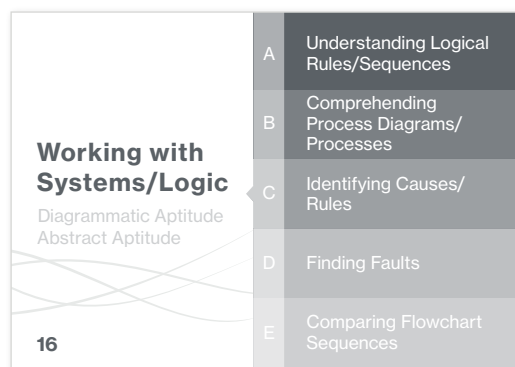 Working with
Systems/Logic
Diagrammatic Aptitude
Abstract Aptitude
16
A
Understanding Logical
Rules/Sequences
B
Comprehending
Process Diagrams/
Processes
C
Identifying Causes/
Rules
D
Finding Faults
E
Comparing Flowchart
Sequences